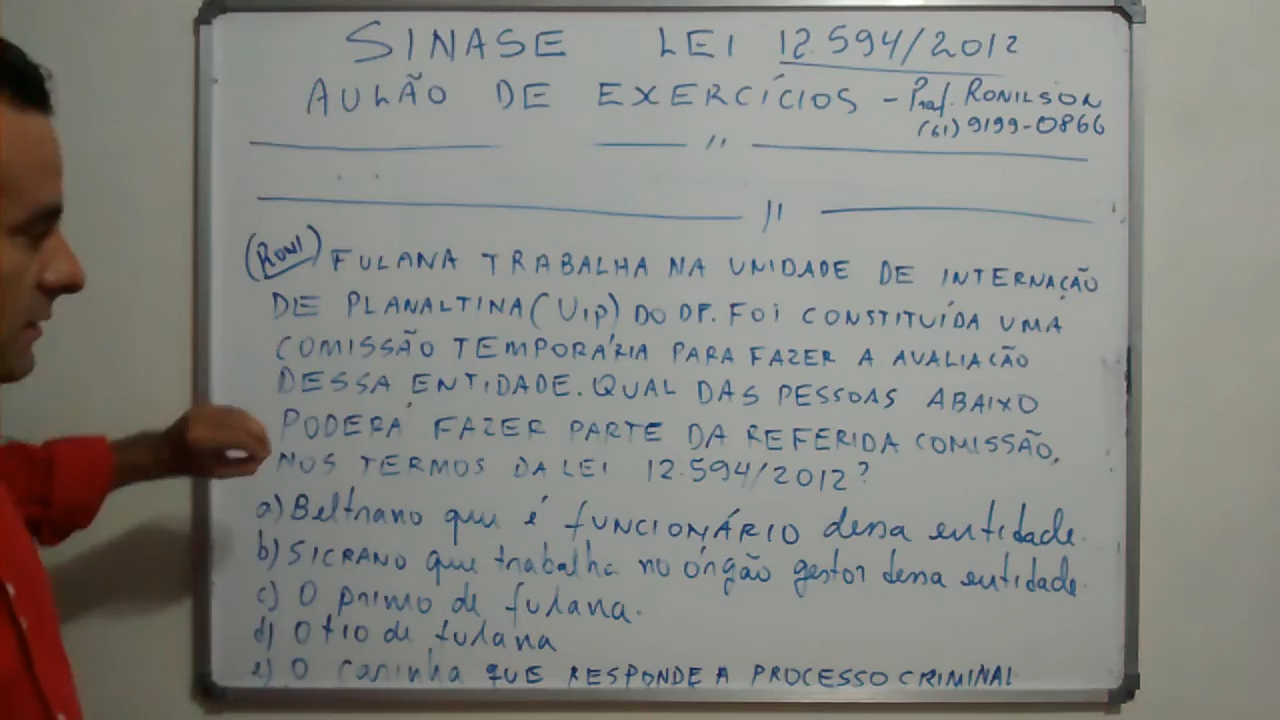 SINASE LEI 12.594/2012
AULÃO DE EXERCÍCIOS - Prof. RONILSON
(61) 9199-0866
(RONI) FULANA TRABALHA NA UNIDADE DE INTERNAÇÃO
DE PLANALTINA (UIP) DO DF. FOI CONSTITUÍDA UMA
COMISSÃO TEMPORÁRIA PARA FAZER A AVALIAÇÃO
DESSA ENTIDADE. QUAL DAS PESSOAS ABAIXO
PODERÁ FAZER PARTE DA REFERIDA COMISSÃO,
NOS TERMOS DA LEI 12.594/2012?
a) Beltrano que é FUNCIONÁRIO dessa entidade.
b) SICRANO que trabalha no órgão gestor dessa entidade.
c) O primo de fulana.
d) O tio de fulana
e) O carinha QUE RESPONDE A PROCESSO CRIMINAL